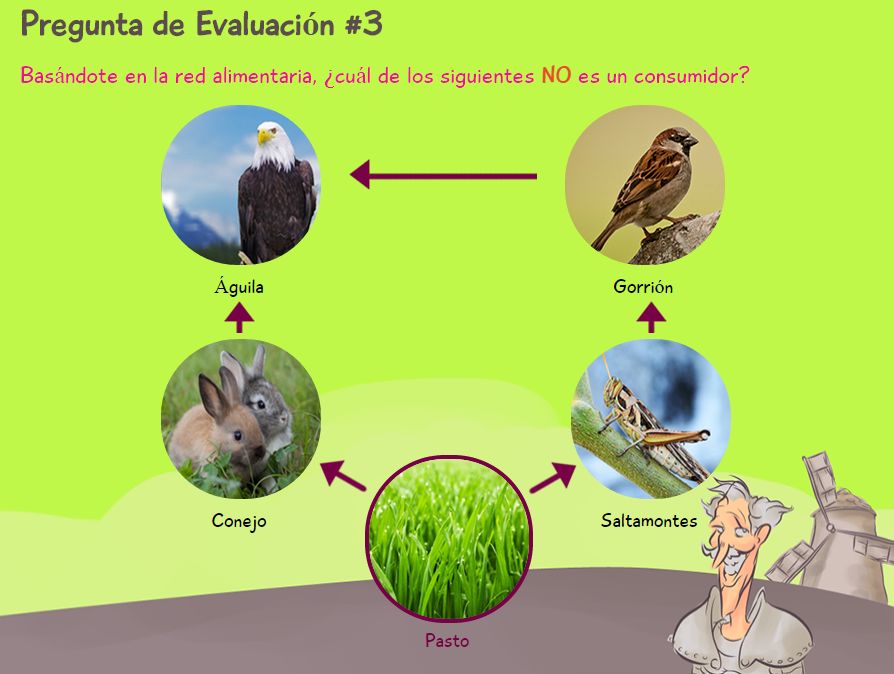 Pregunta de Evaluación #3
Basándote en la red alimentaria, ¿cuál de los siguientes NO es un consumidor?
Águila
Gorrión
Conejo
Saltamontes
Pasto